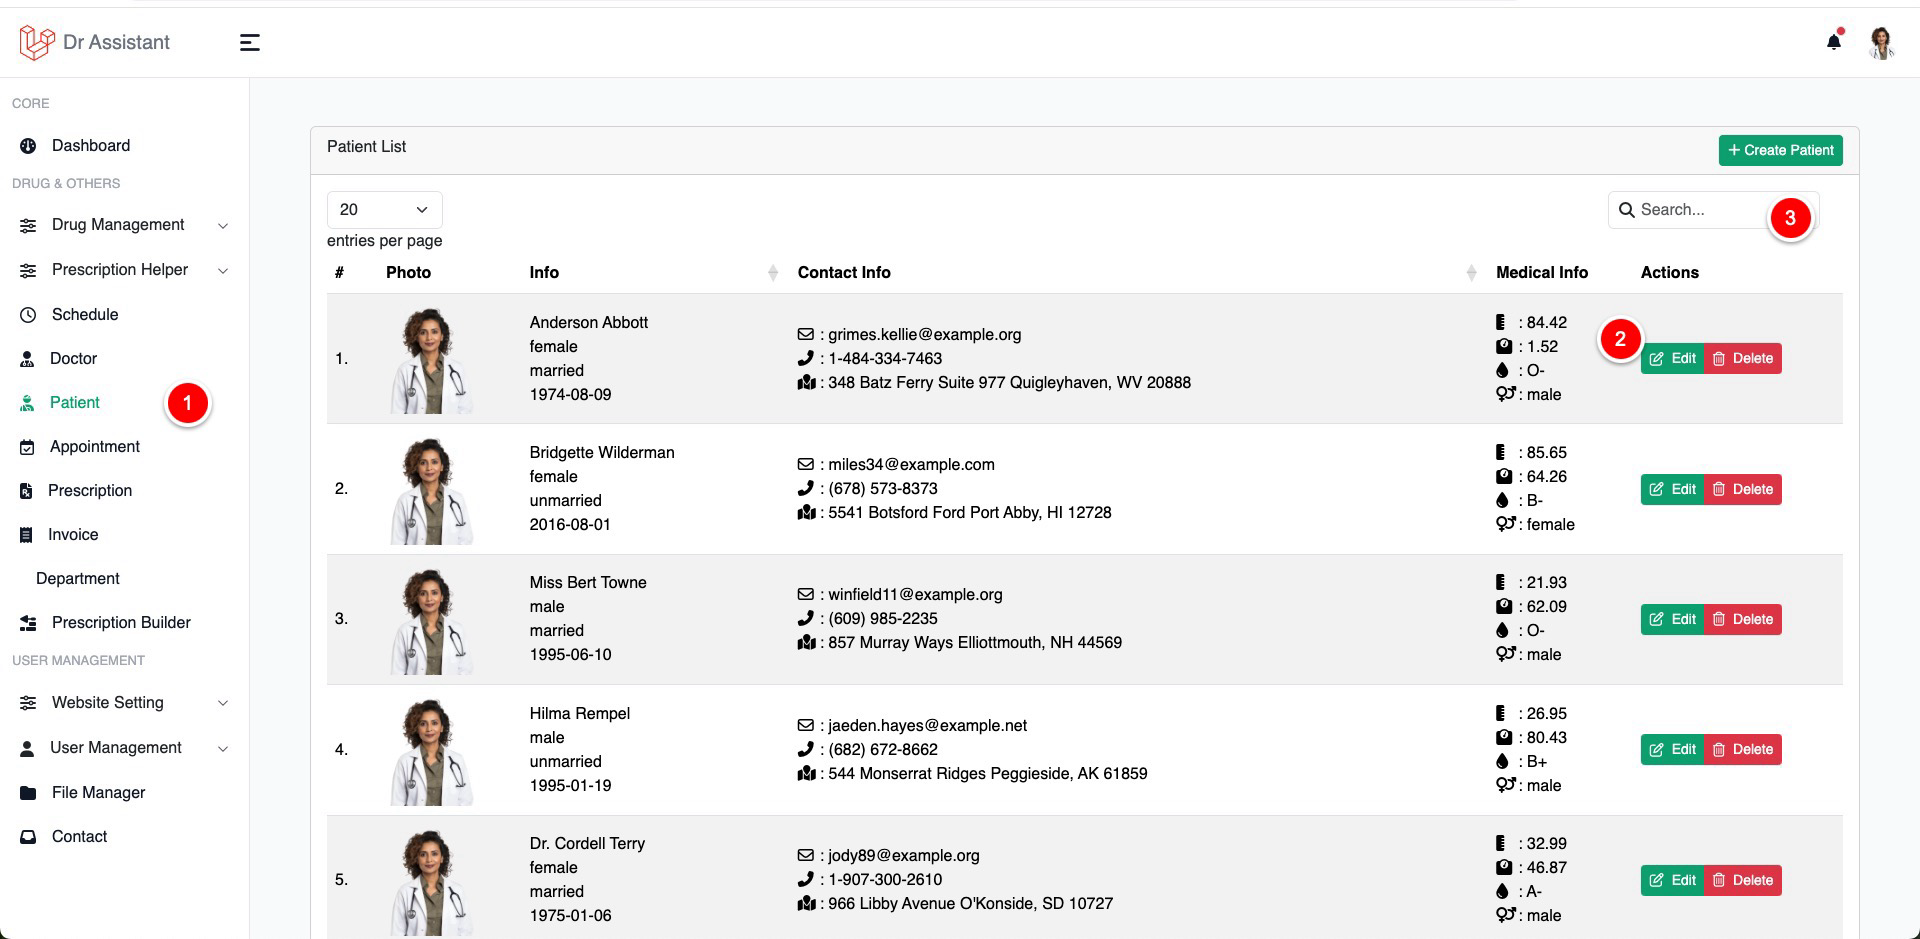 Dr Assistant
CORE
Dashboard
DRUG & OTHERS
Drug Management
Prescription Helper
Schedule
Doctor
Patient
1
Appointment
Prescription
Invoice
Department
Prescription Builder
USER MANAGEMENT
Website Setting
User Management
File Manager
Contact
Patient List
+ Create Patient
20
entries per page
Search...
3
# Photo Info Contact Info Medical Info Actions
1.
Anderson Abbott
female
married
1974-08-09
: grimes.kellie@example.org
: 1-484-334-7463
: 348 Batz Ferry Suite 977 Quigleyhaven, WV 20888
: 84.42
: 1.52
: O-
: male
2
Edit Delete
2.
Bridgette Wilderman
female
unmarried
2016-08-01
: miles34@example.com
: (678) 573-8373
: 5541 Botsford Ford Port Abby, HI 12728
: 85.65
: 64.26
: B-
: female
Edit Delete
3.
Miss Bert Towne
male
married
1995-06-10
: winfield11@example.org
: (609) 985-2235
: 857 Murray Ways Elliottmouth, NH 44569
: 21.93
: 62.09
: O-
: male
Edit Delete
4.
Hilma Rempel
male
unmarried
1995-01-19
: jaeden.hayes@example.net
: (682) 672-8662
: 544 Monserrat Ridges Peggieside, AK 61859
: 26.95
: 80.43
: B+
: male
Edit Delete
5.
Dr. Cordell Terry
female
married
1975-01-06
: jody89@example.org
: 1-907-300-2610
: 966 Libby Avenue O'Konside, SD 10727
: 32.99
: 46.87
: A-
: male
Edit Delete